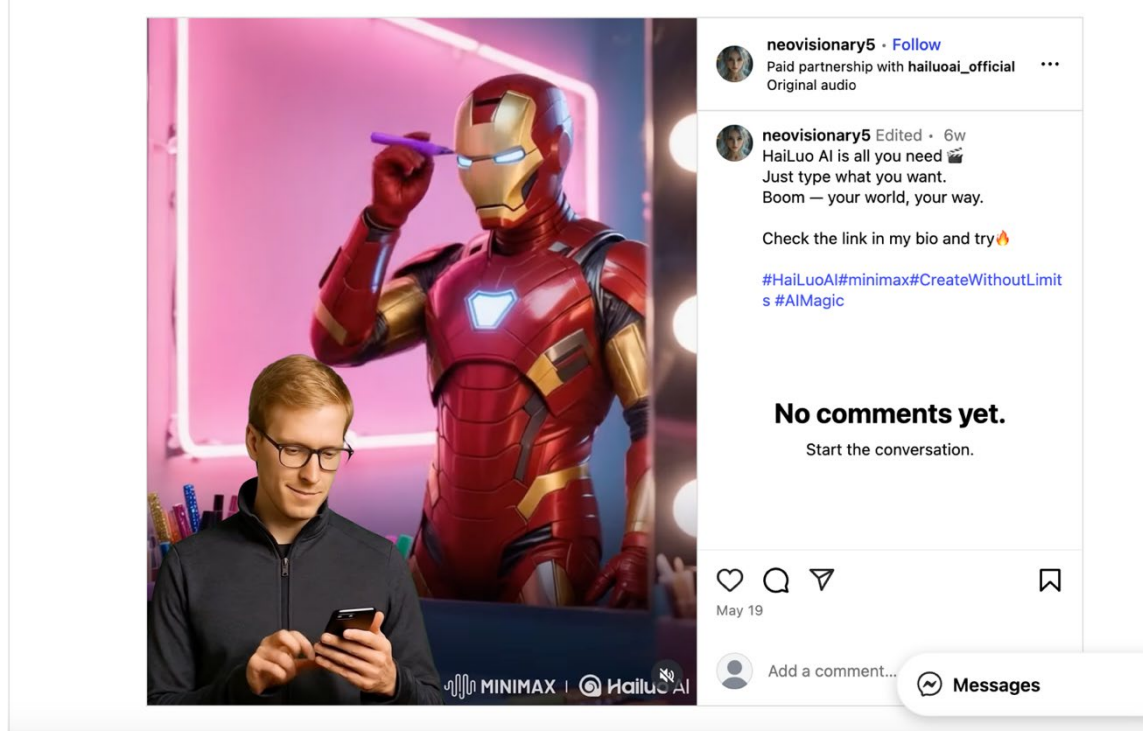 neovisionary5 • Follow
Paid partnership with hailuoai_official
Original audio
neovisionary5 Edited • 6w
HaiLuo AI is all you need 🎬
Just type what you want.
Boom — your world, your way.
Check the link in my bio and try🔥
#HaiLuoAI#minimax#CreateWithoutLimit
s #AIMagic
No comments yet.
Start the conversation.
May 19
Add a comment...
Messages
MINIMAX | Hailuo AI